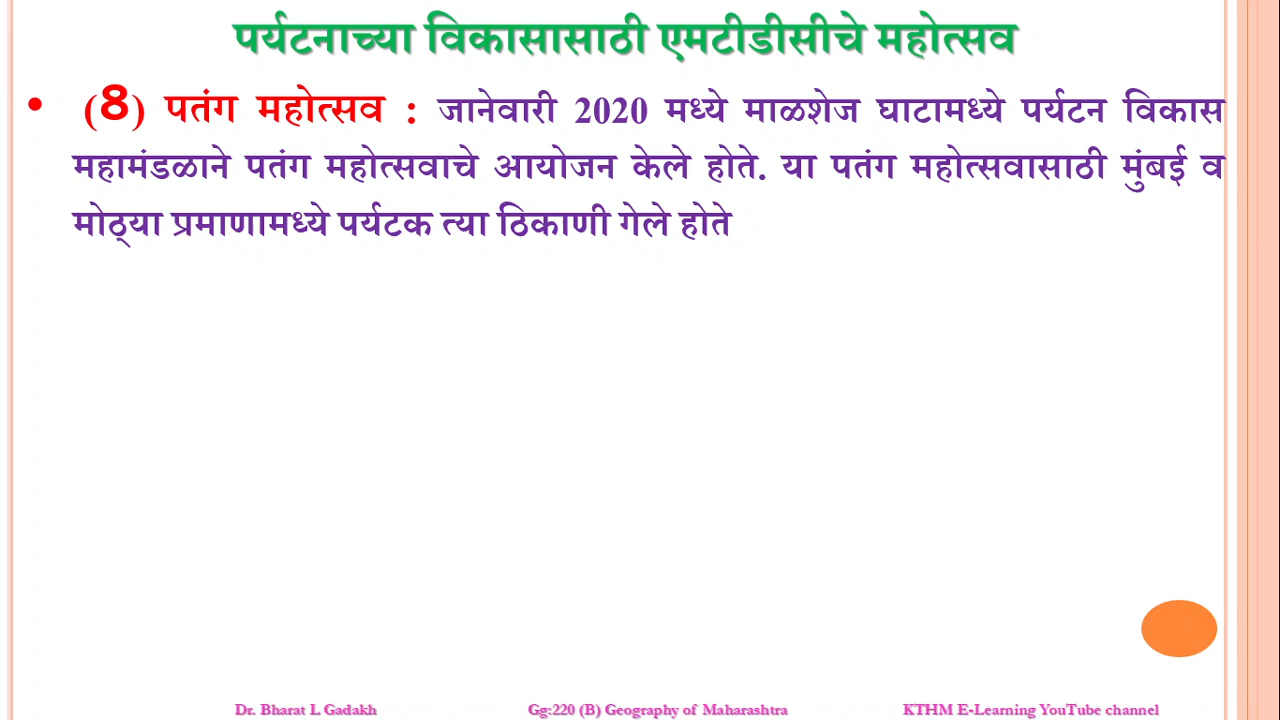 पर्यटनाच्या विकासासाठी एमटीडीसीचे महोत्सव
• (8) पतंग महोत्सव : जानेवारी 2020 मध्ये माळशेज घाटामध्ये पर्यटन विकास
महामंडळाने पतंग महोत्सवाचे आयोजन केले होते. या पतंग महोत्सवासाठी मुंबई व
मोठ्या प्रमाणामध्ये पर्यटक त्या ठिकाणी गेले होते
Dr. Bharat L Gadakh Gg:220 (B) Geography of Maharashtra KTHM E-Learning YouTube channel